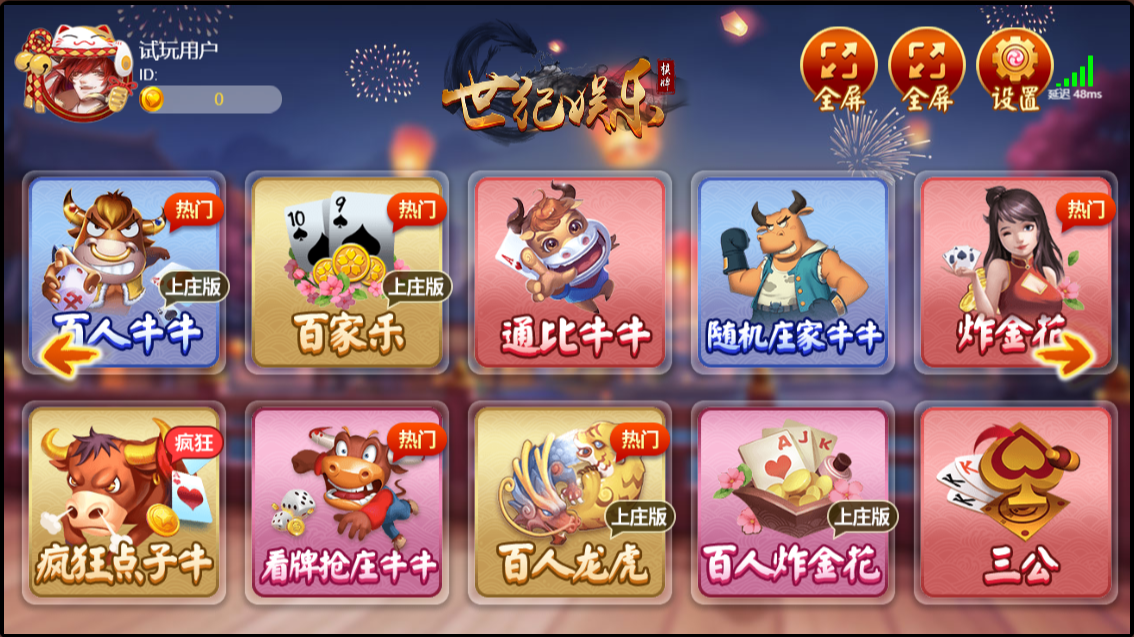 试玩用户
ID:
0
世纪娱乐
棋牌
全屏
全屏
设置
延迟 48ms
热门
上庄版
百人牛牛
10
9
热门
上庄版
百家乐
A
通比牛牛
随机庄家牛牛
热门
炸金花
疯狂
A
疯狂点子牛
热门
看牌抢庄牛牛
热门
上庄版
百人龙虎
A
J
K
上庄版
百人炸金花
K
K
K
三公